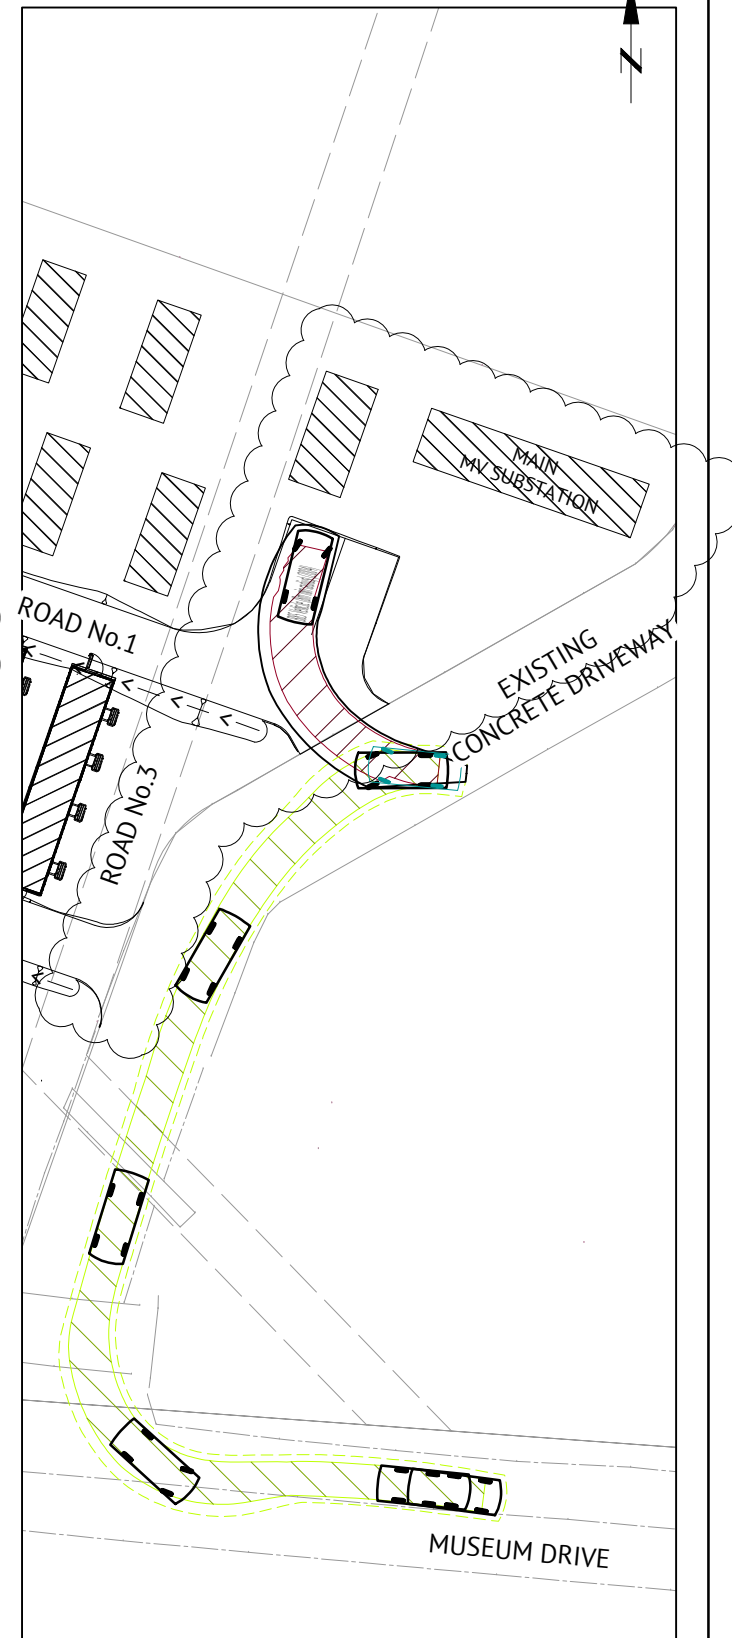 N
MAIN
MV SUBSTATION
ROAD No.1
EXISTING
CONCRETE DRIVEWAY
ROAD No.3
MUSEUM DRIVE